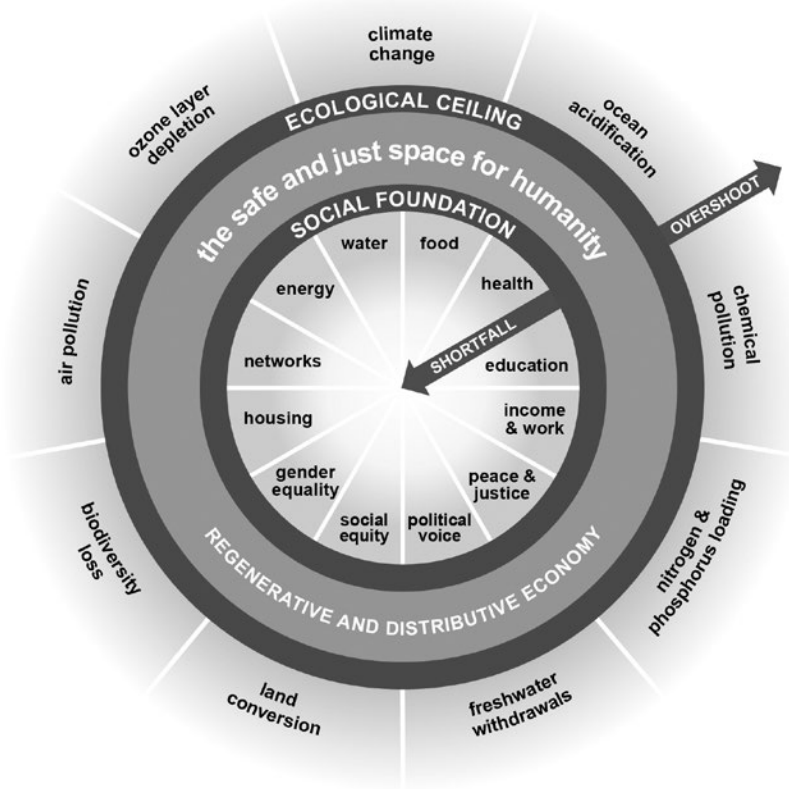 climate
change
ocean
acidification
OVERSHOOT
chemical
pollution
nitrogen &
phosphorus loading
freshwater
withdrawals
land
conversion
biodiversity
loss
air pollution
ozone layer
depletion
ECOLOGICAL CEILING
the safe and just space for humanity
SOCIAL FOUNDATION
water
food
health
SHORTFALL
education
income
& work
peace &
justice
political
voice
social
equity
gender
equality
housing
networks
energy
REGENERATIVE AND DISTRIBUTIVE ECONOMY